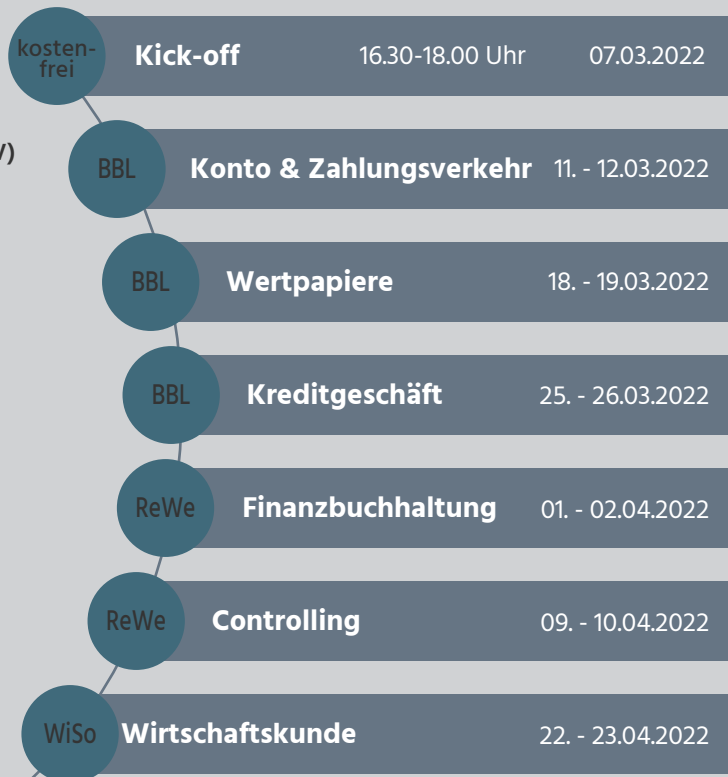 kosten-
frei
Kick-off 16.30-18.00 Uhr 07.03.2022
BBL Konto & Zahlungsverkehr 11. - 12.03.2022
BBL Wertpapiere 18. - 19.03.2022
BBL Kreditgeschäft 25. - 26.03.2022
ReWe Finanzbuchhaltung 01. - 02.04.2022
ReWe Controlling 09. - 10.04.2022
WiSo Wirtschaftskunde 22. - 23.04.2022